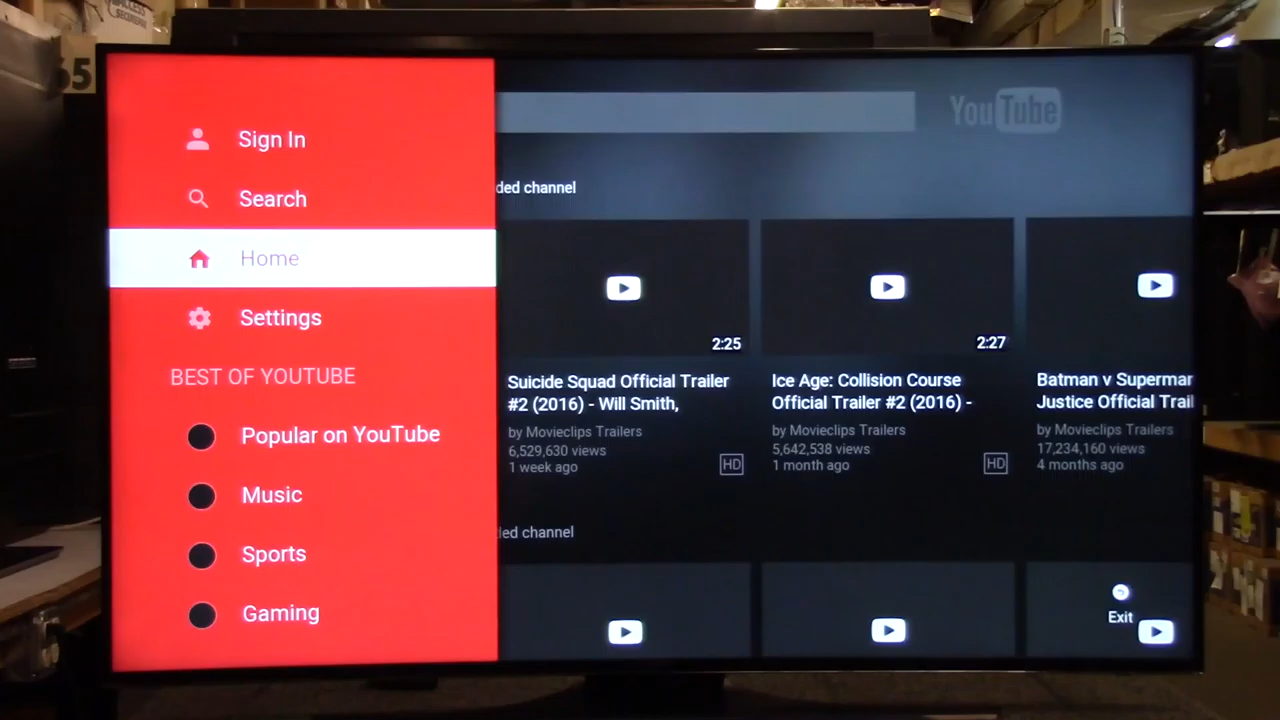 65
Sign In
Search
Home
Settings
BEST OF YOUTUBE
Popular on YouTube
Music
Sports
Gaming
YouTube
ded channel
2:25
Suicide Squad Official Trailer
#2 (2016) - Will Smith,
by Movieclips Trailers
6,529,630 views
1 week ago
HD
2:27
Ice Age: Collision Course
Official Trailer #2 (2016) -
by Movieclips Trailers
5,642,538 views
1 month ago
HD
Batman v Superman
Justice Official Trail
by Movieclips Trailers
17,234,160 views
4 months ago
ded channel
Exit